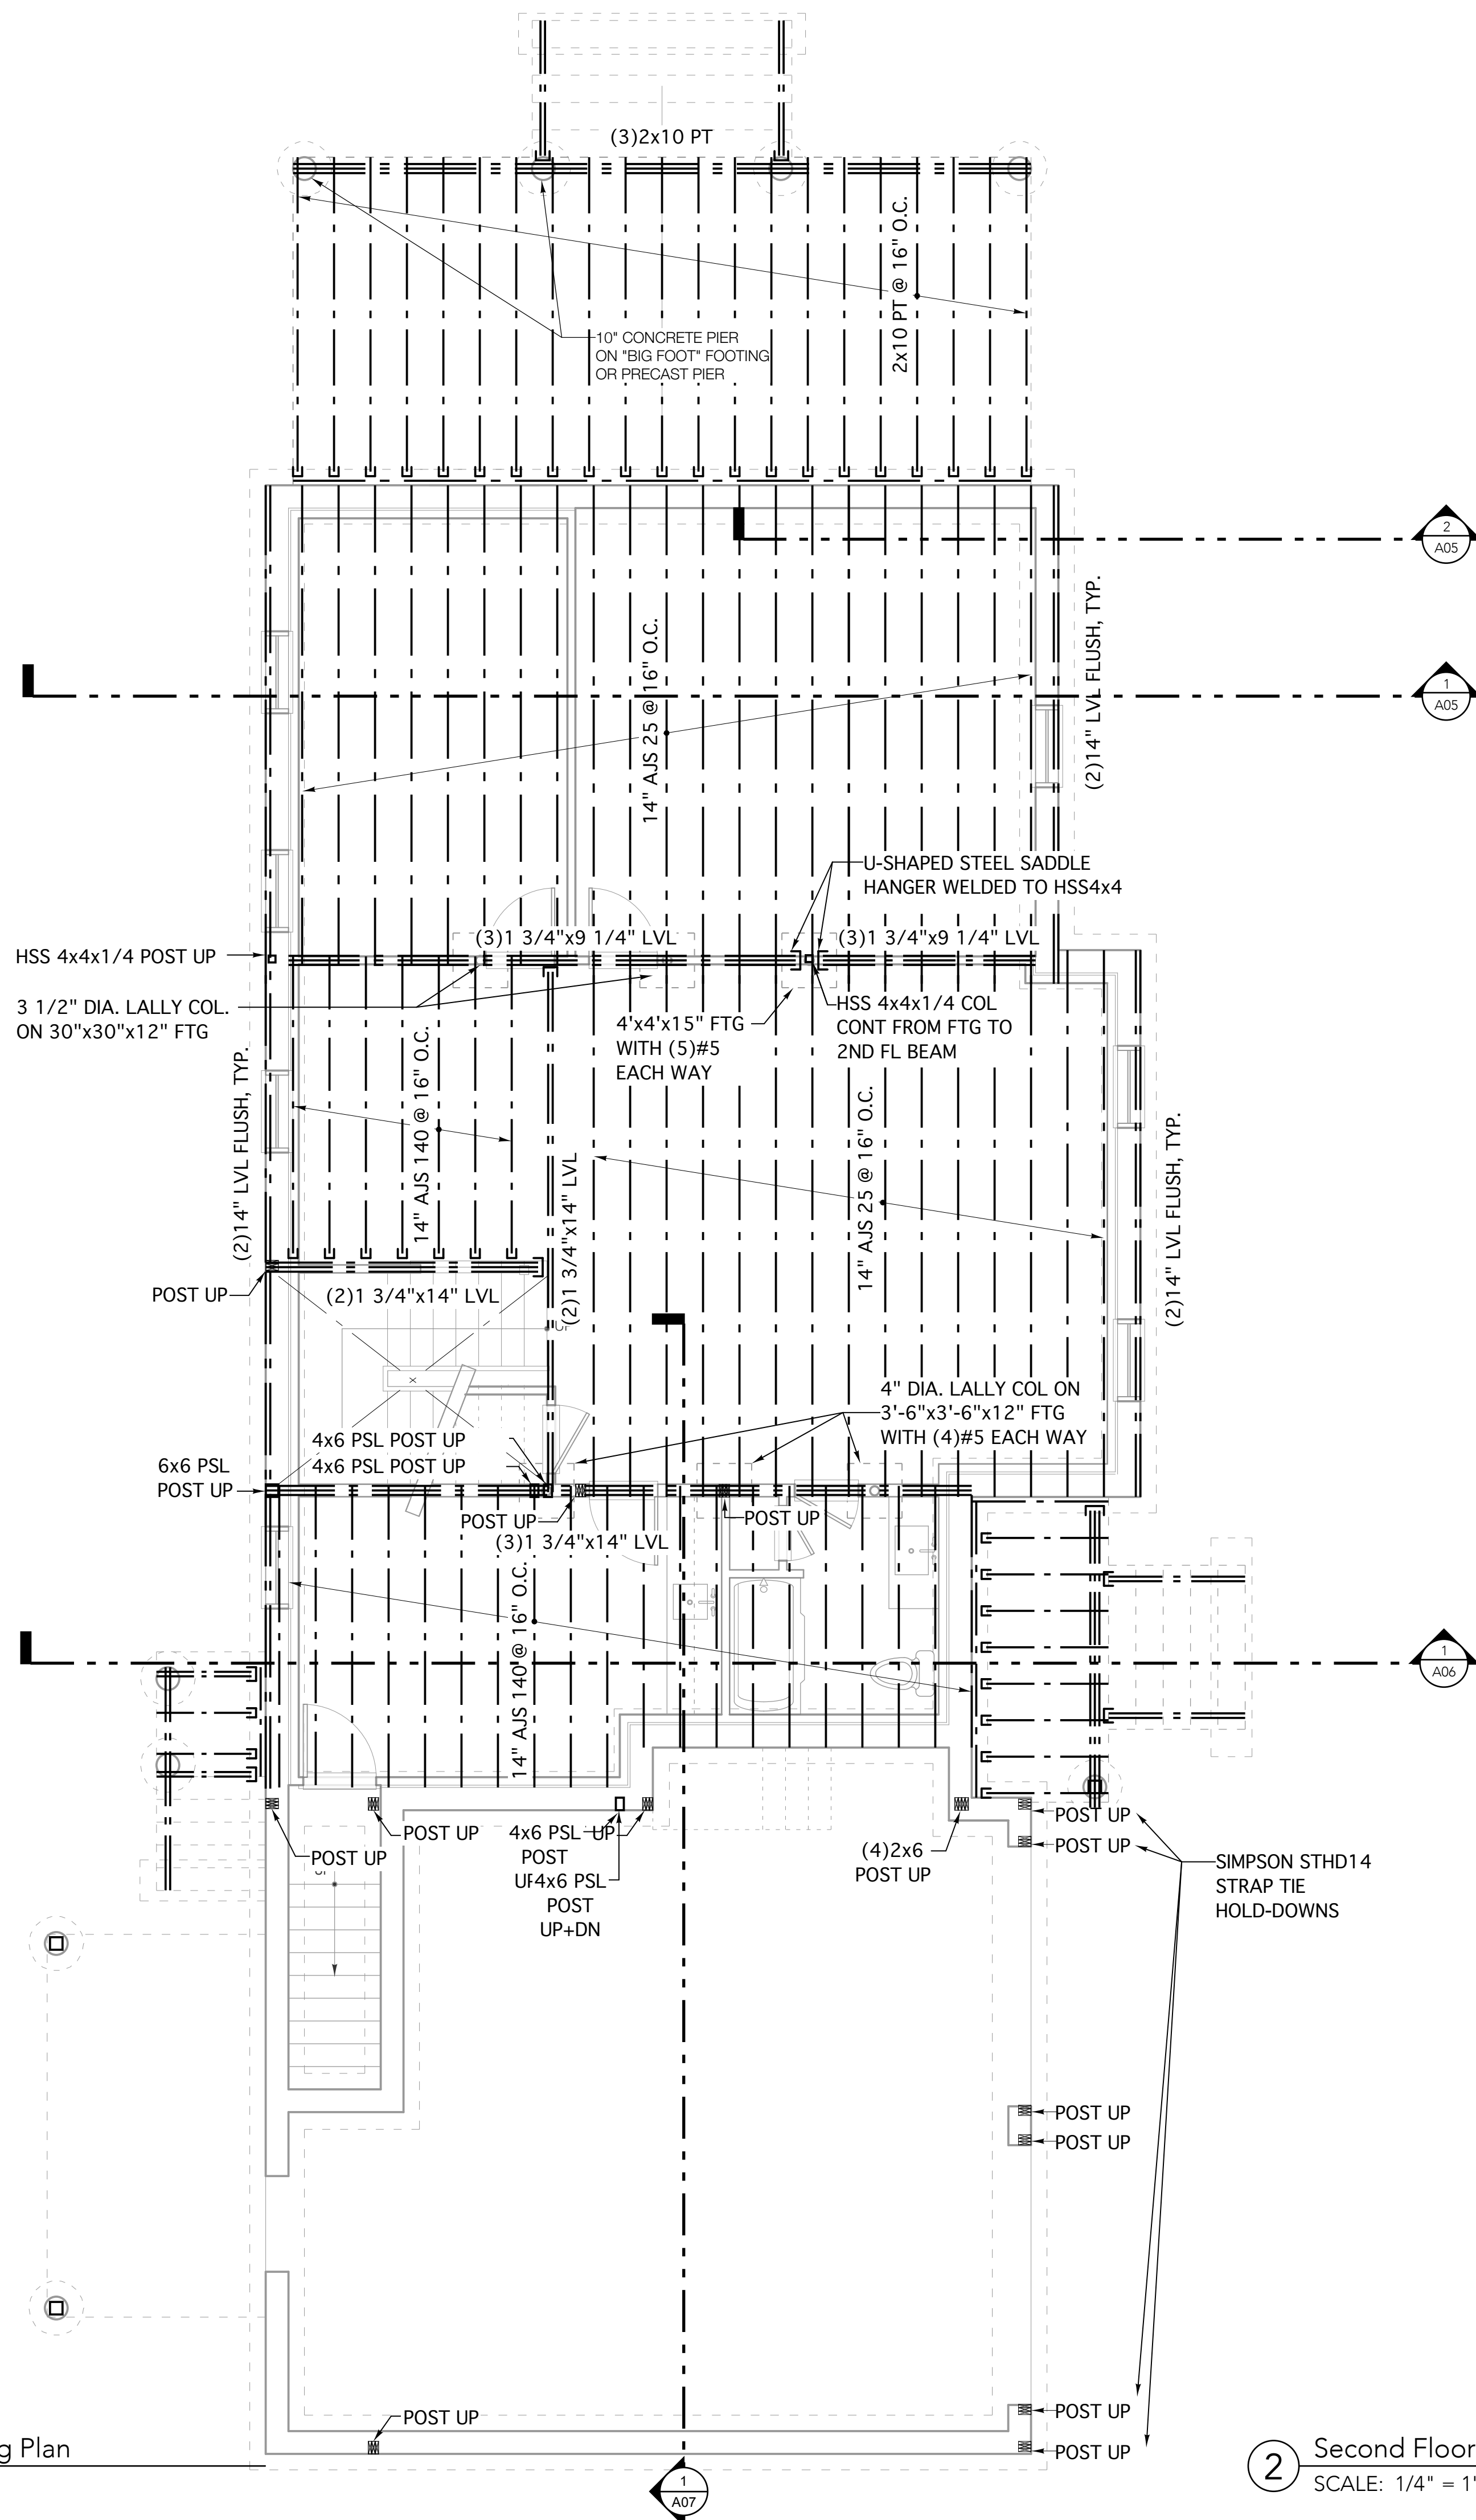 (3)2x10 PT
2x10 PT @ 16" O.C.
10" CONCRETE PIER
ON "BIG FOOT" FOOTING
OR PRECAST PIER
2
A05
(2)14" LVL FLUSH, TYP.
14" AJS 25 @ 16" O.C.
1
A05
U-SHAPED STEEL SADDLE
HANGER WELDED TO HSS4x4
(3)1 3/4"x9 1/4" LVL
(3)1 3/4"x9 1/4" LVL
HSS 4x4x1/4 POST UP
3 1/2" DIA. LALLY COL.
ON 30"x30"x12" FTG
4'x4'x15" FTG
WITH (5)#5
EACH WAY
HSS 4x4x1/4 COL
CONT FROM FTG TO
2ND FL BEAM
(2)14" LVL FLUSH, TYP.
14" AJS 140 @ 16" O.C.
(2)1 3/4"x14" LVL
14" AJS 25 @ 16" O.C.
(2)14" LVL FLUSH, TYP.
POST UP
(2)1 3/4"x14" LVL
UP
4" DIA. LALLY COL ON
3'-6"x3'-6"x12" FTG
WITH (4)#5 EACH WAY
4x6 PSL POST UP
4x6 PSL POST UP
6x6 PSL
POST UP
POST UP
POST UP
(3)1 3/4"x14" LVL
14" AJS 140 @ 16" O.C.
1
A06
POST UP
POST UP
4x6 PSL
POST
UP
UP
4x6 PSL
POST
UP+DN
(4)2x6
POST UP
POST UP
POST UP
SIMPSON STHD14
STRAP TIE
HOLD-DOWNS
UP
POST UP
POST UP
POST UP
POST UP
POST UP
g Plan
1
A07
2
Second Floor
SCALE: 1/4" = 1'